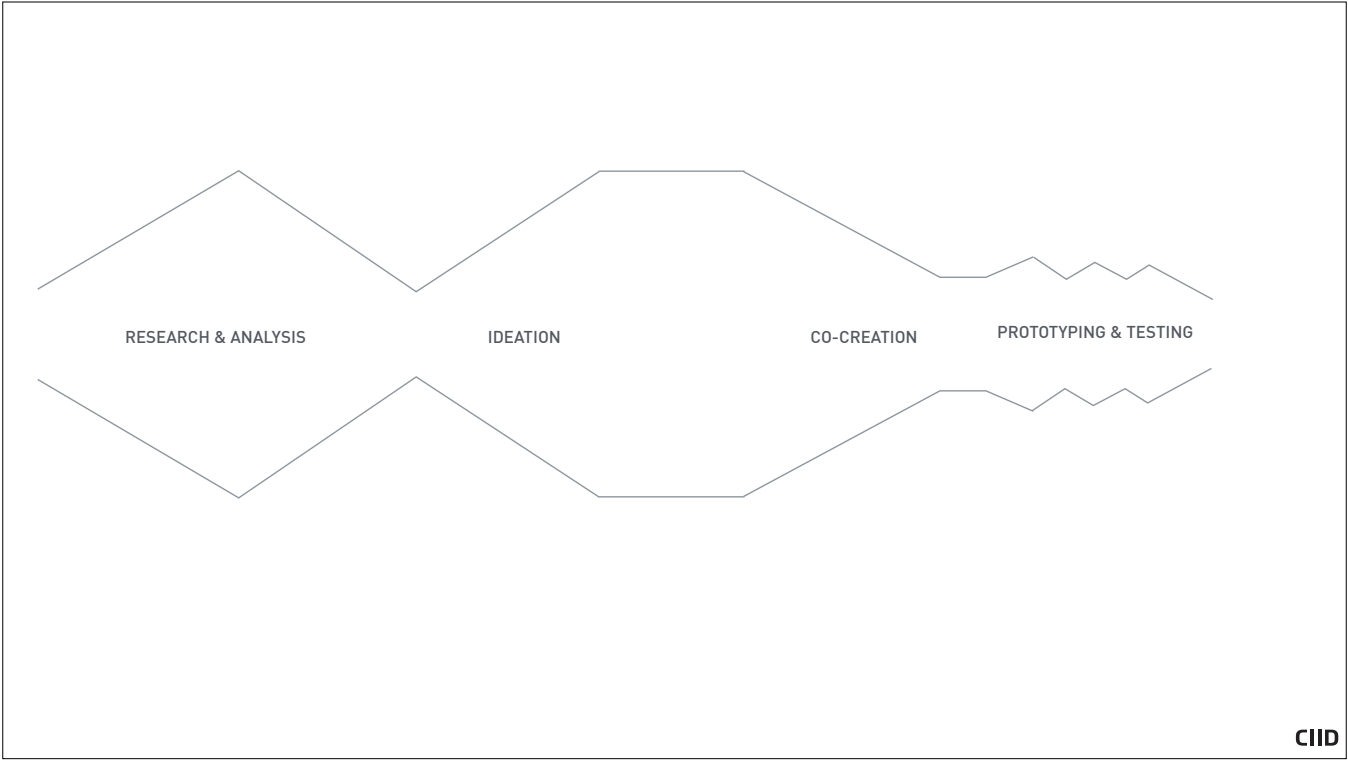 RESEARCH & ANALYSIS
IDEATION
CO-CREATION
PROTOTYPING & TESTING
CIID